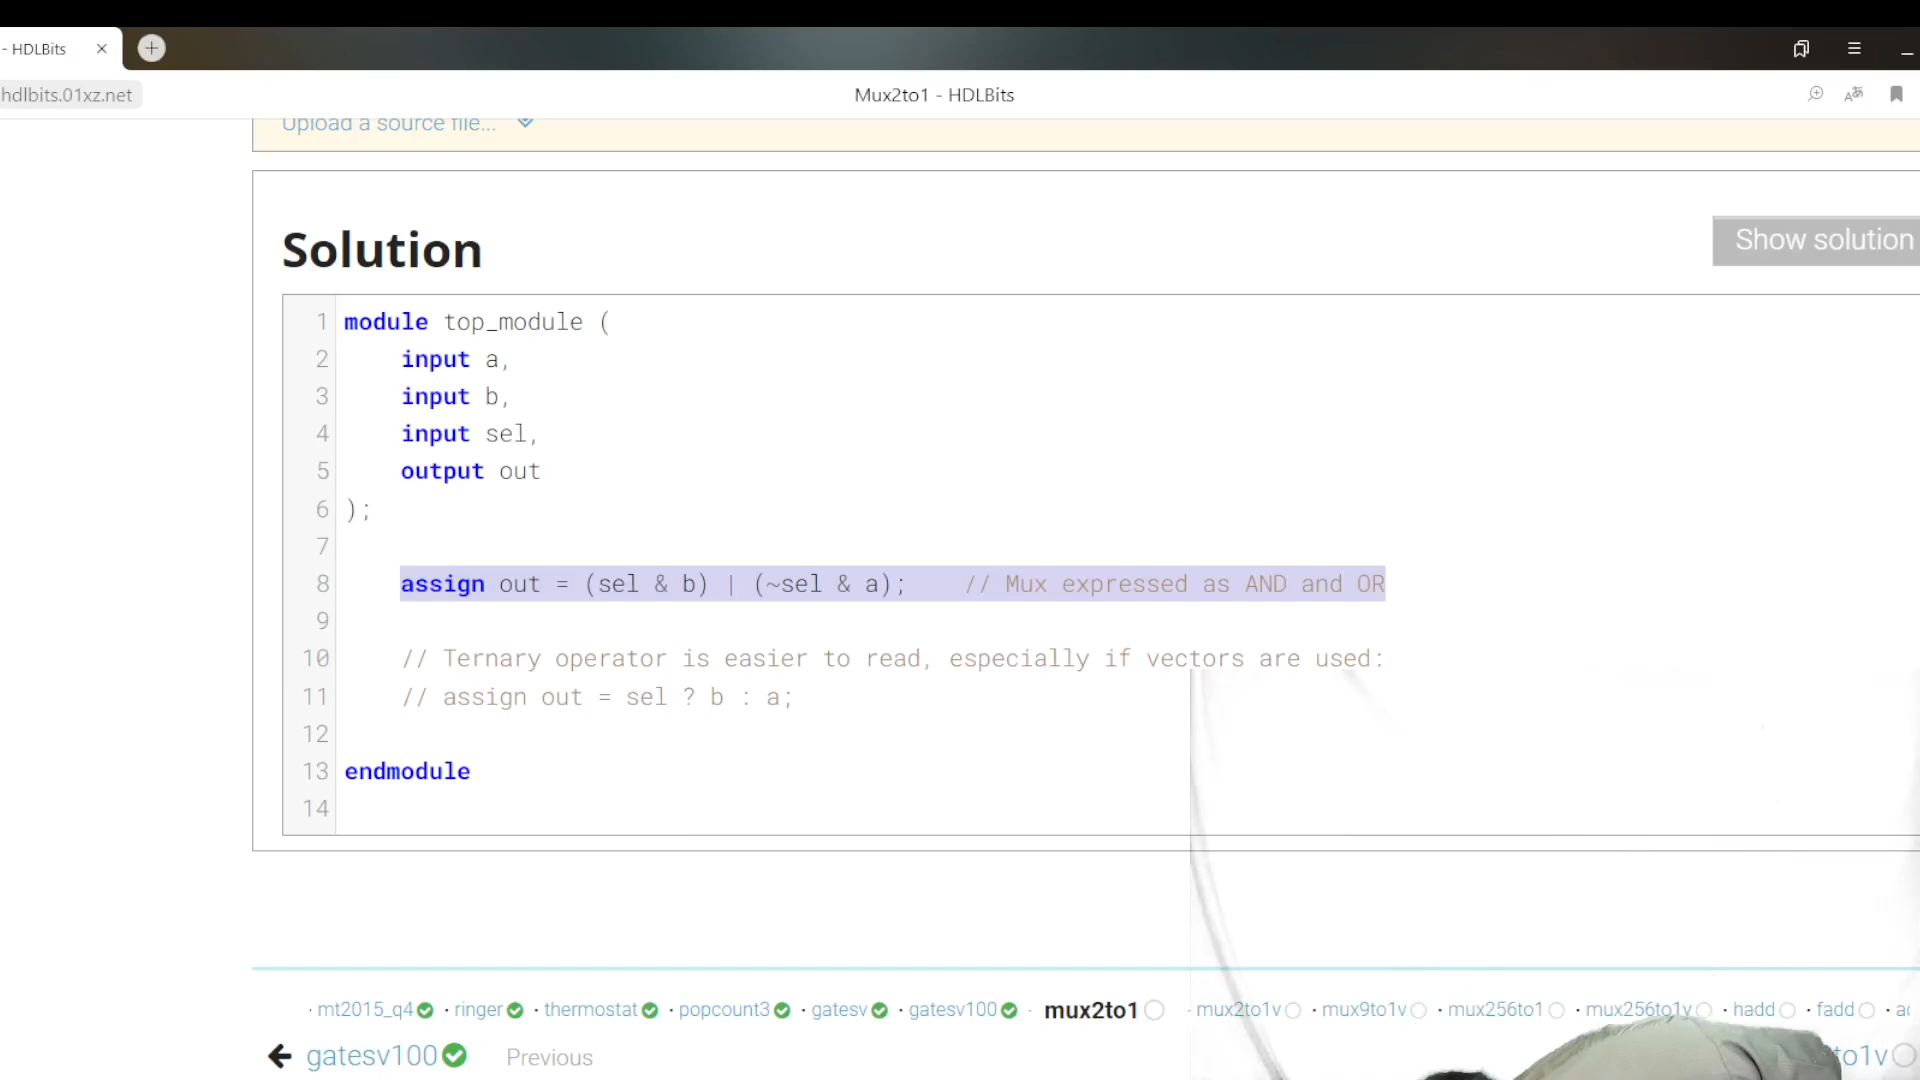 - HDLBits
hdlbits.01xz.net
Mux2to1 - HDLBits
Upload a source file...
Solution
Show solution
1 module top_module (
2 input a,
3 input b,
4 input sel,
5 output out
6 );
7
8 assign out = (sel & b) | (~sel & a);    // Mux expressed as AND and OR
9
10 // Ternary operator is easier to read, especially if vectors are used:
11 // assign out = sel ? b : a;
12
13 endmodule
14
· mt2015_q4 · ringer · thermostat · popcount3 · gatesv · gatesv100 · mux2to1 · mux2to1v · mux9to1v · mux256to1 · mux256to1v · hadd · fadd ·
gatesv100 Previous to1v